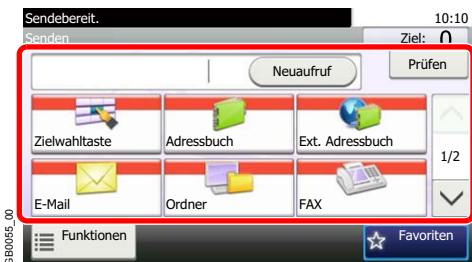 Sendebereit. 10:10
Senden Ziel: 0
Neuaufruf Prüfen
Zielwahltaste Adressbuch Ext. Adressbuch
1/2
E-Mail Ordner FAX
Funktionen Favoriten
GB0055_00